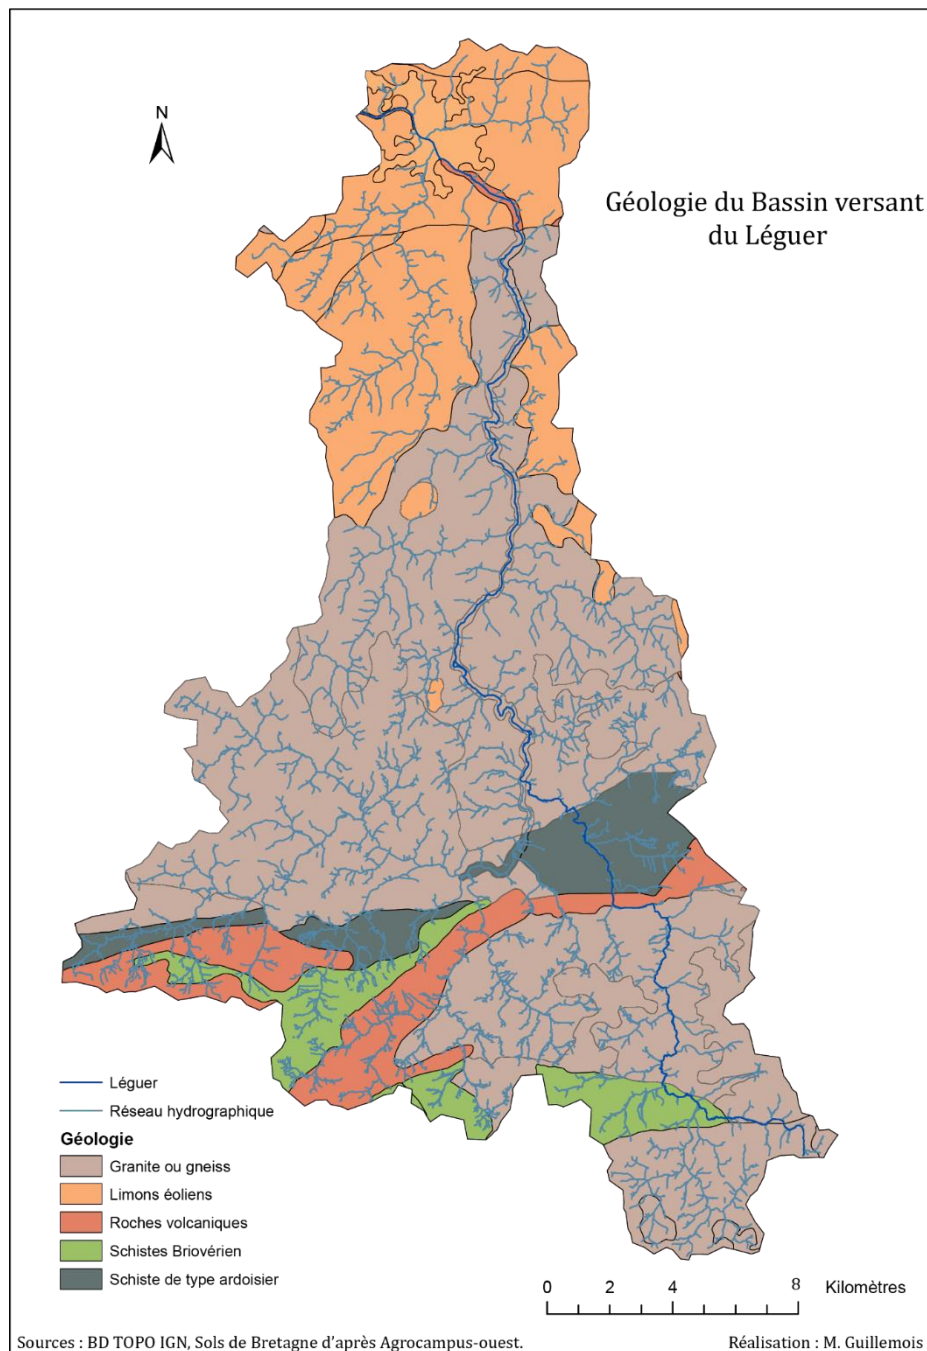 N
Géologie du Bassin versant
du Léguer
Léguer
Réseau hydrographique
Géologie
Granite ou gneiss
Limons éoliens
Roches volcaniques
Schistes Briovérien
Schiste de type ardoisier
0 2 4 8 Kilomètres
Sources : BD TOPO IGN, Sols de Bretagne d'après Agrocampus-ouest. Réalisation : M. Guillemois